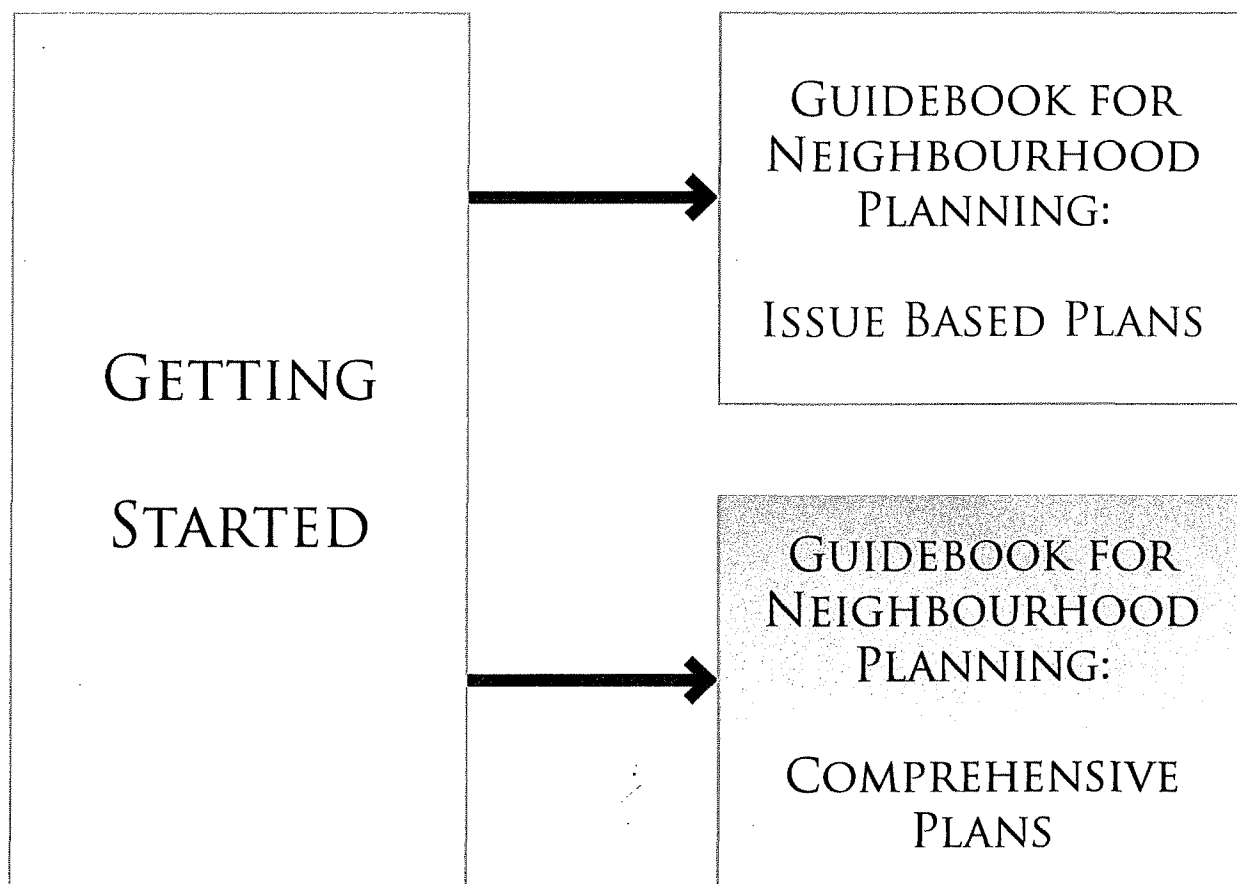 GETTING
STARTED
GUIDEBOOK FOR
NEIGHBOURHOOD
PLANNING:
ISSUE BASED PLANS
GUIDEBOOK FOR
NEIGHBOURHOOD
PLANNING:
COMPREHENSIVE
PLANS